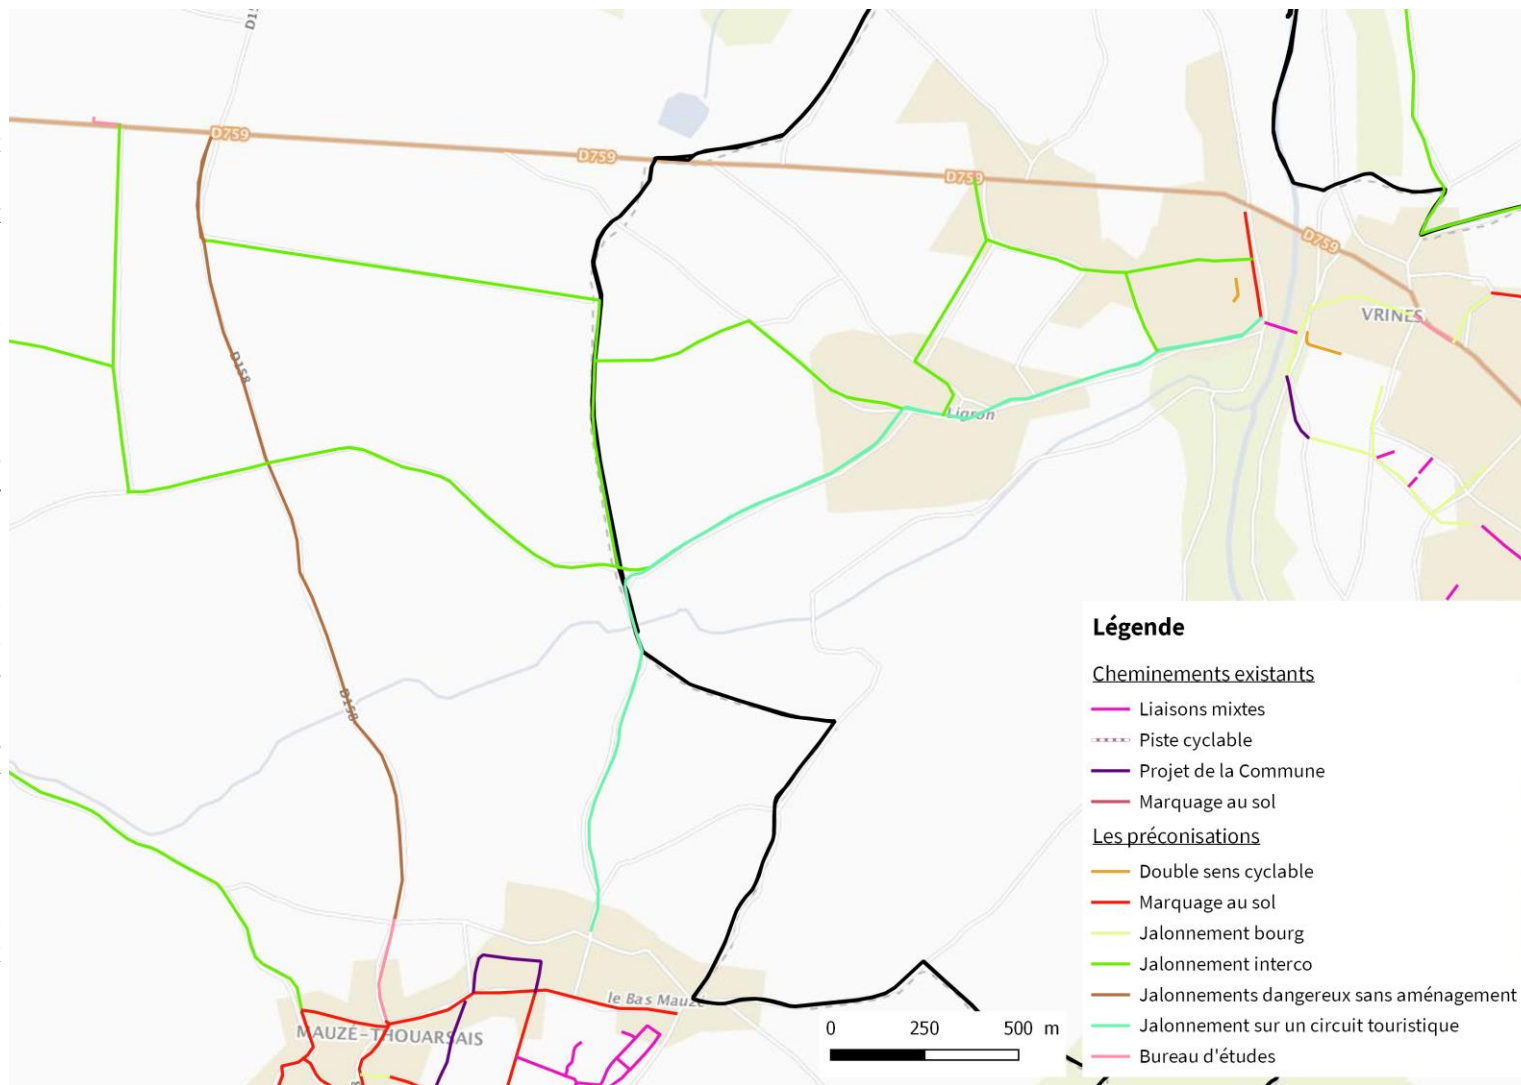 D15
D759
D759
D759
D759
VRINES
D158
Ligron
D158
le Bas Mauzé
MAUZÉ-THOUARSAIS
0 250 500 m
Légende
Cheminements existants
Liaisons mixtes
Piste cyclable
Projet de la Commune
Marquage au sol
Les préconisations
Double sens cyclable
Marquage au sol
Jalonnement bourg
Jalonnement interco
Jalonnements dangereux sans aménagement
Jalonnement sur un circuit touristique
Bureau d'études